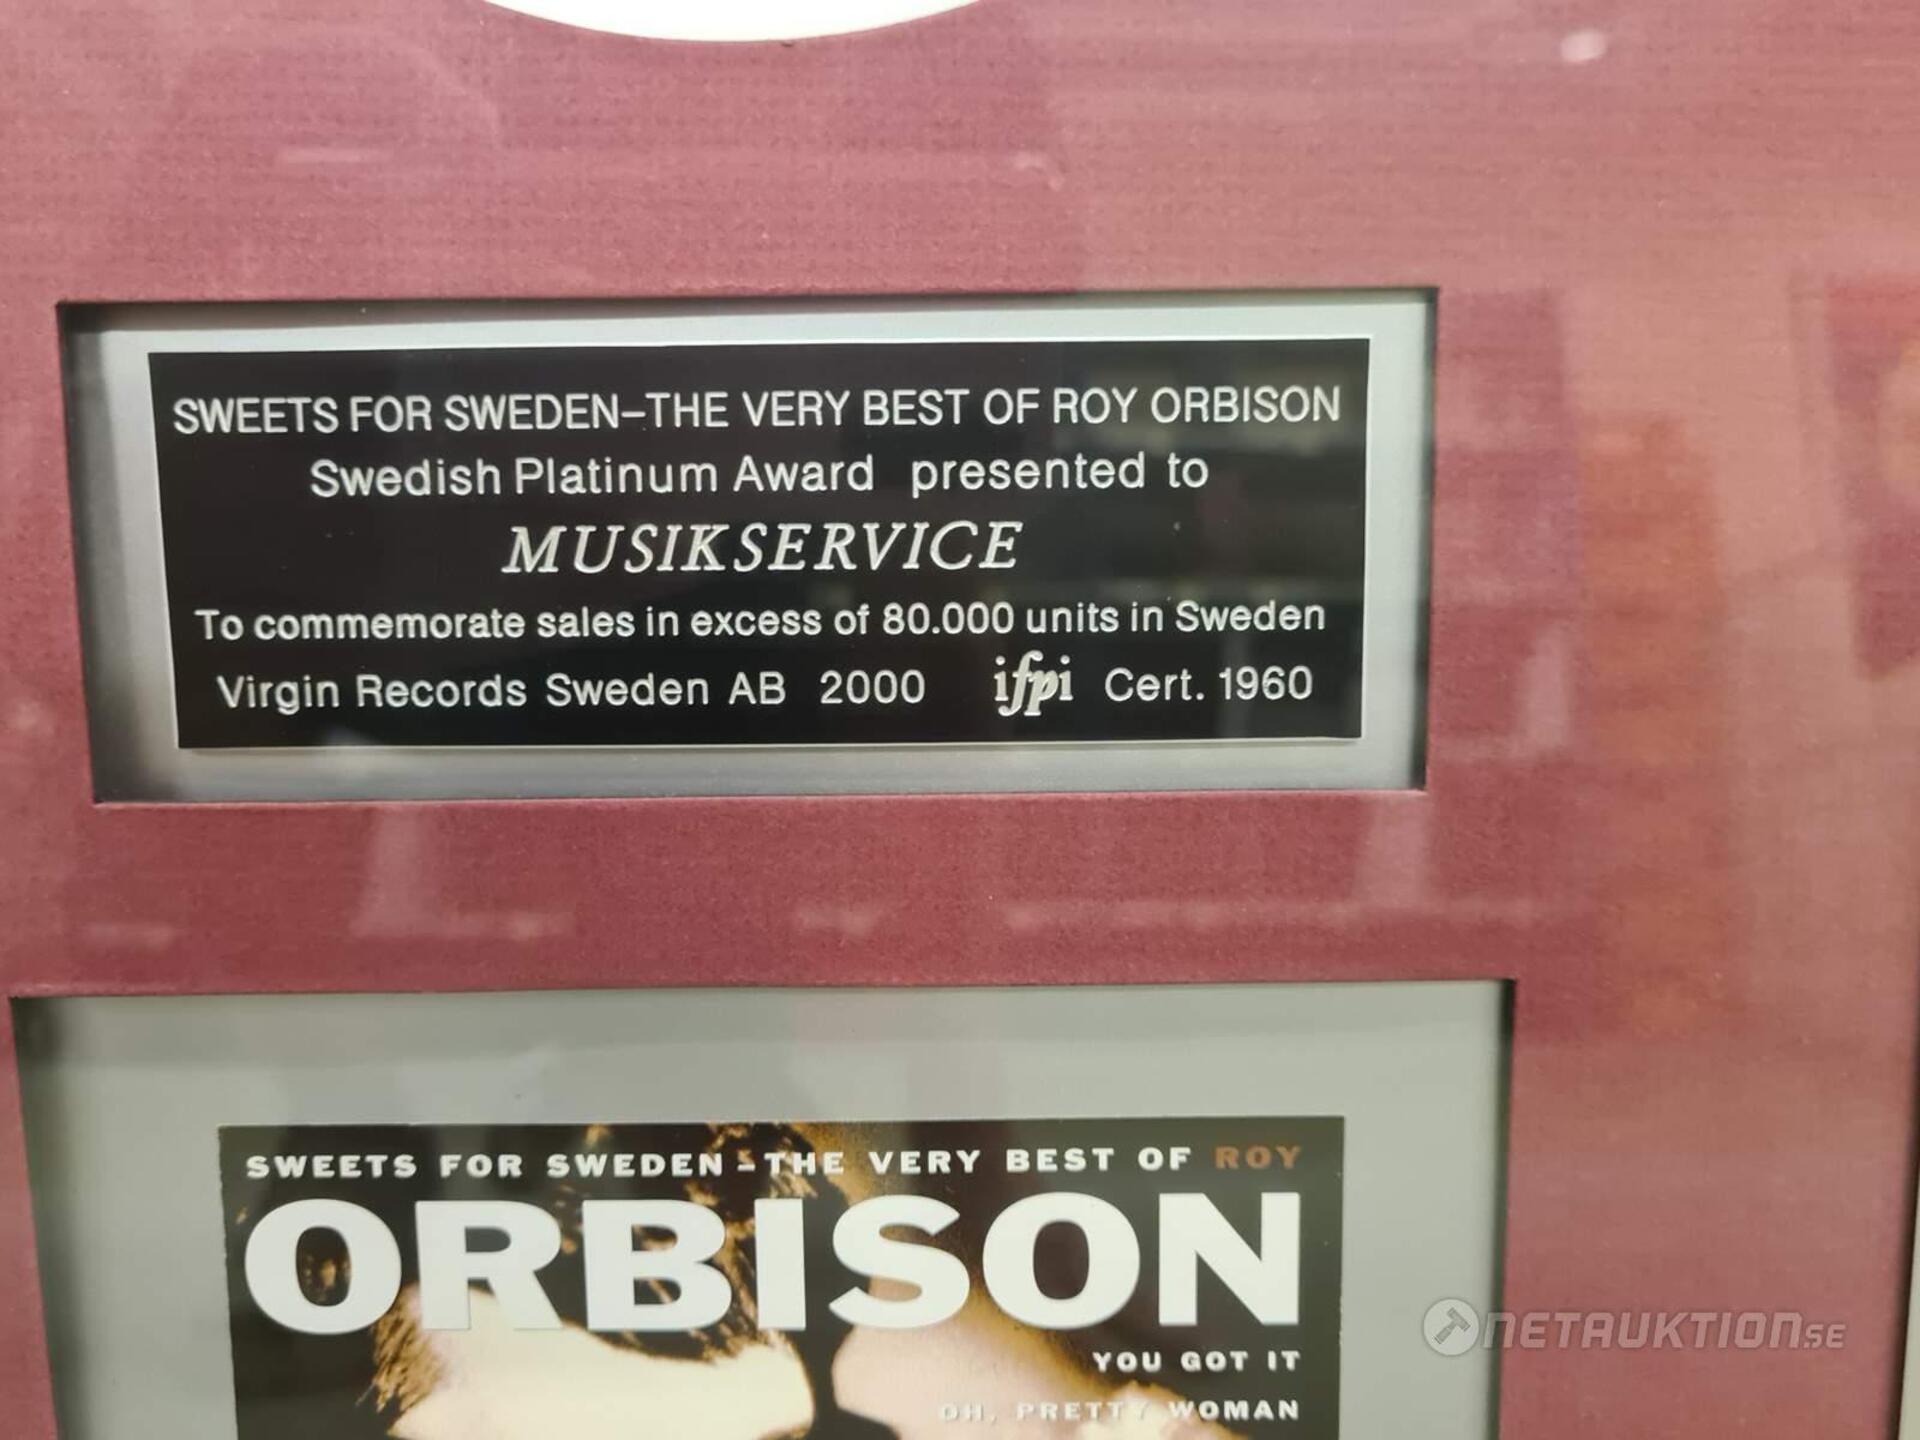 SWEETS FOR SWEDEN–THE VERY BEST OF ROY ORBISON
Swedish Platinum Award presented to
MUSIKSERVICE
To commemorate sales in excess of 80.000 units in Sweden
Virgin Records Sweden AB 2000 ifpi Cert. 1960
SWEETS FOR SWEDEN - THE VERY BEST OF ROY
ORBISON
YOU GOT IT
OH, PRETTY WOMAN
NETAUKTION.SE